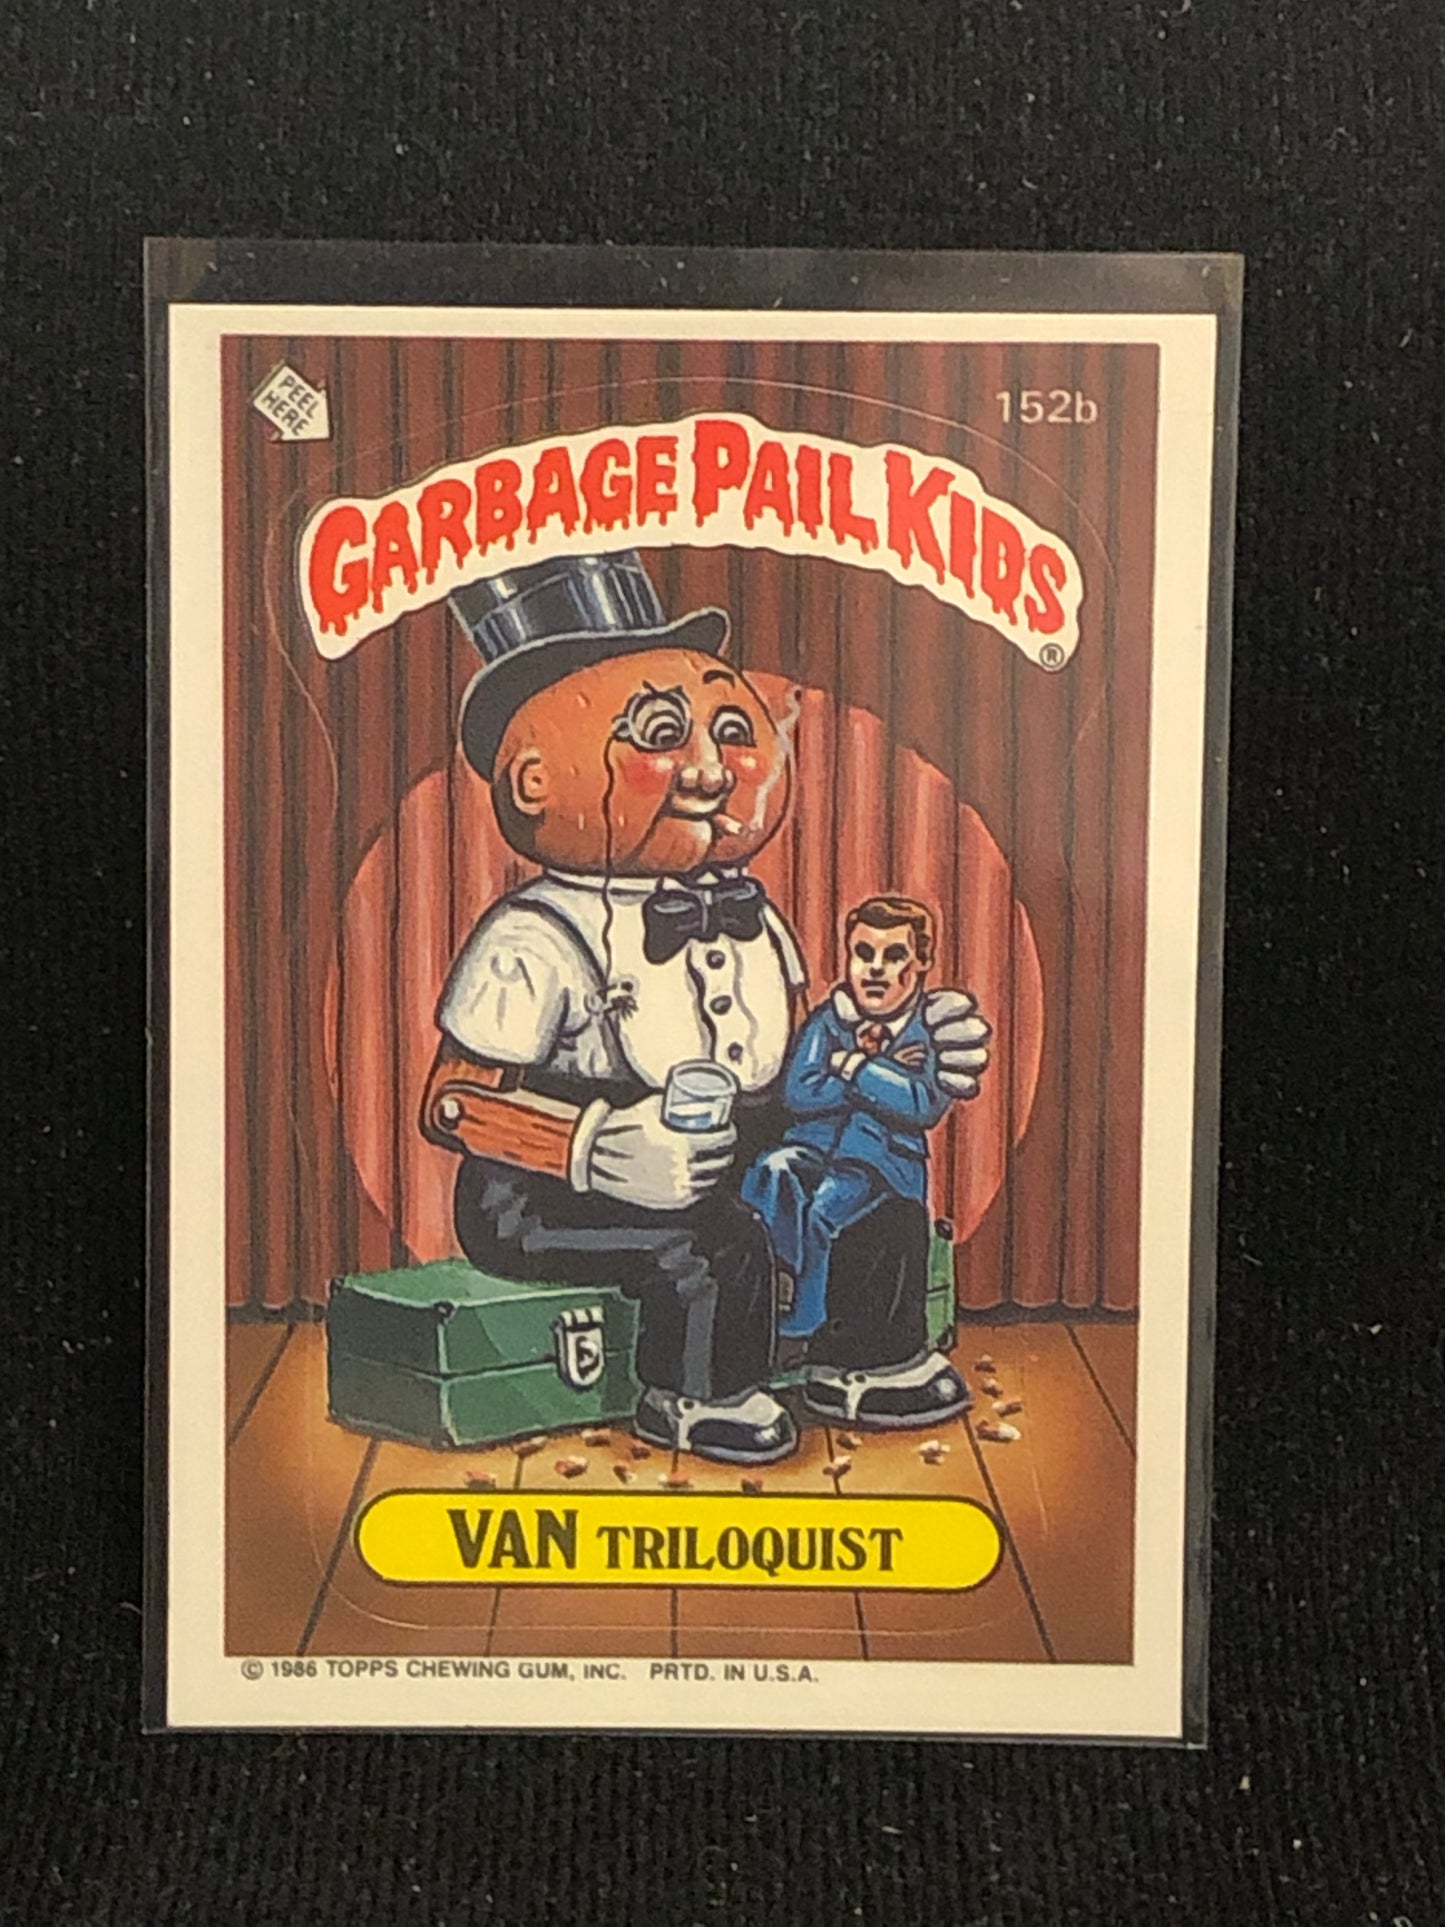 PEEL
HERE
152b
GARBAGE PAIL KIDS
®
VAN TRILOQUIST
© 1986 TOPPS CHEWING GUM, INC. PRTD. IN U.S.A.